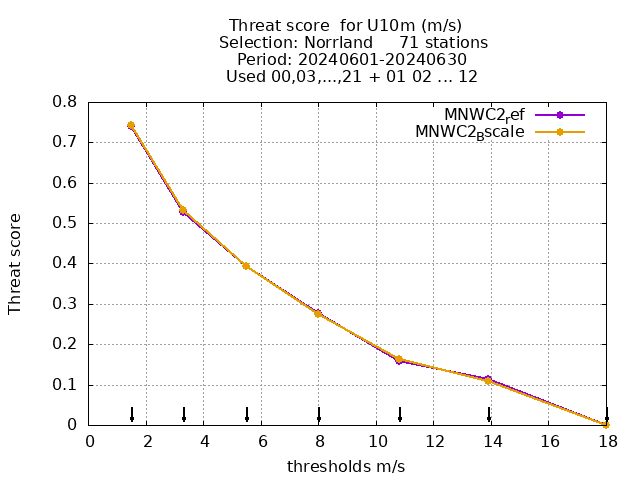 Threat score  for U10m (m/s)
Selection: Norrland     71 stations
Period: 20240601-20240630
Used 00,03,...,21 + 01 02 ... 12
MNWC2_ref
MNWC2_Bscale
Threat score
0.8
0.7
0.6
0.5
0.4
0.3
0.2
0.1
0
0 2 4 6 8 10 12 14 16 18
thresholds m/s